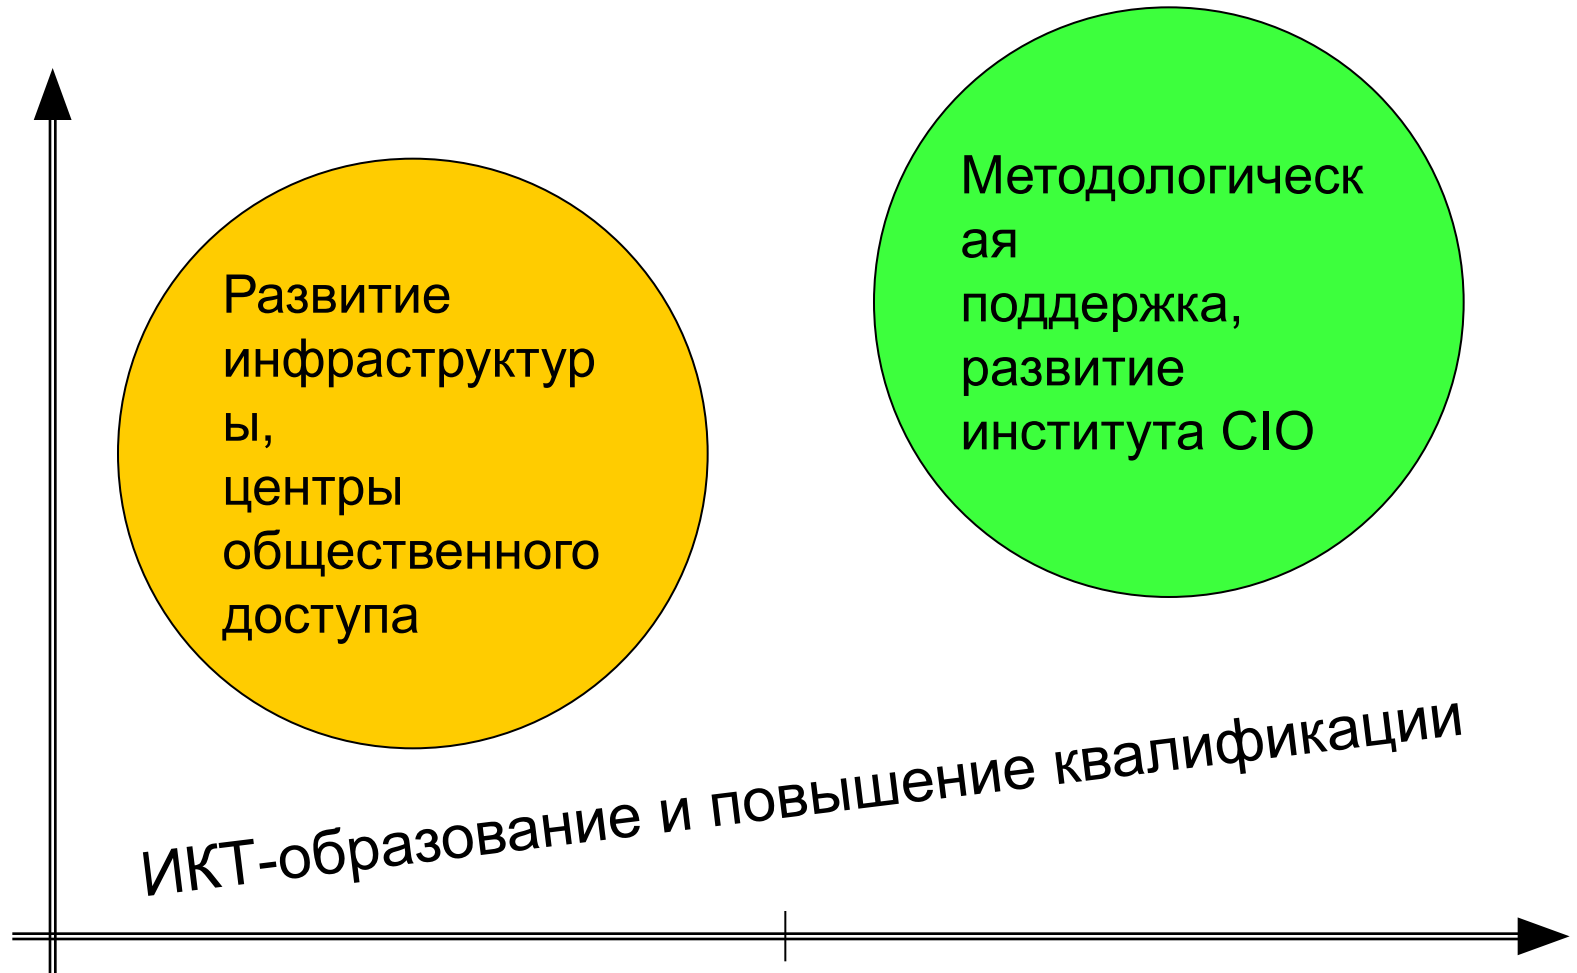 Развитие
инфраструктур
ы,
центры
общественного
доступа
Методологическ
ая
поддержка,
развитие
института CIO
ИКТ-образование и повышение квалификации